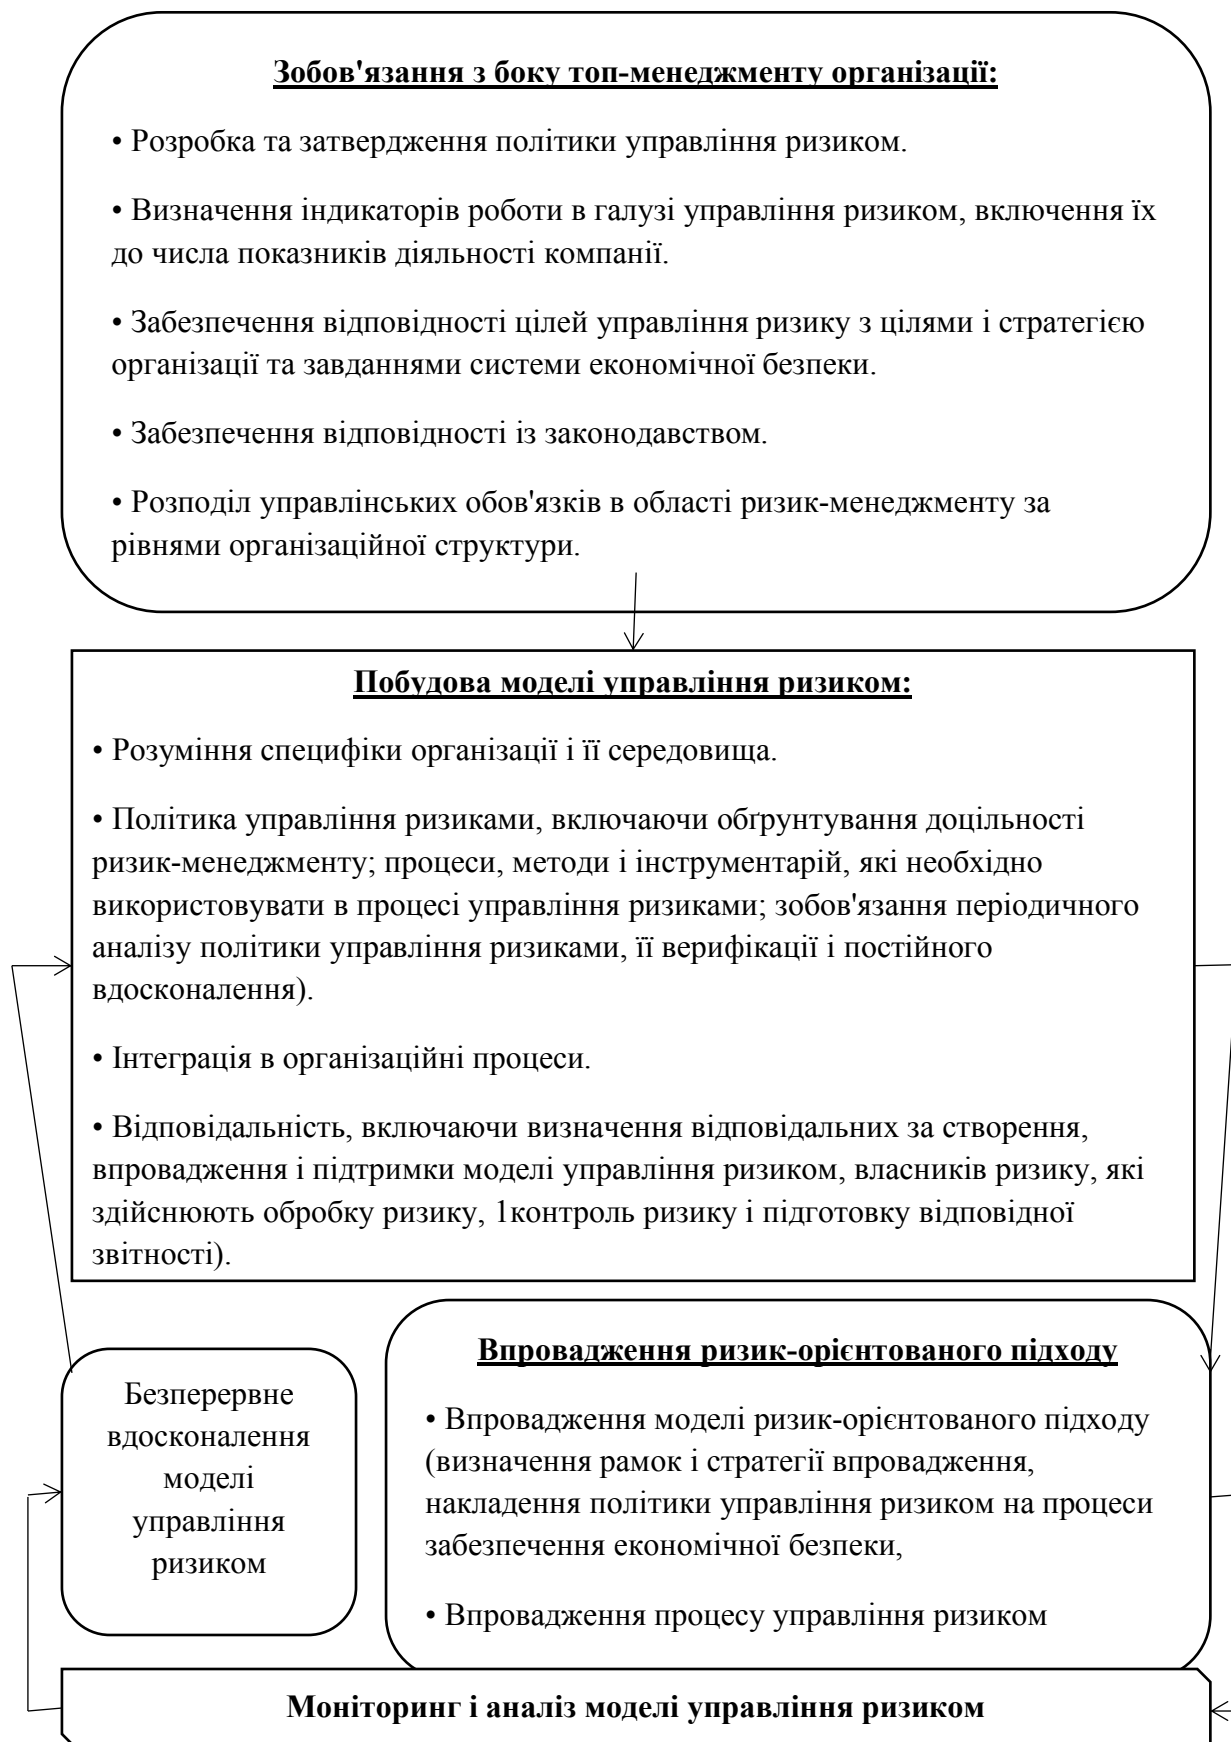 Зобов'язання з боку топ-менеджменту організації:
• Розробка та затвердження політики управління ризиком.
• Визначення індикаторів роботи в галузі управління ризиком, включення їх
до числа показників діяльності компанії.
• Забезпечення відповідності цілей управління ризику з цілями і стратегією
організації та завданнями системи економічної безпеки.
• Забезпечення відповідності із законодавством.
• Розподіл управлінських обов'язків в області ризик-менеджменту за
рівнями організаційної структури.
Побудова моделі управління ризиком:
• Розуміння специфіки організації і її середовища.
• Політика управління ризиками, включаючи обґрунтування доцільності
ризик-менеджменту; процеси, методи і інструментарій, які необхідно
використовувати в процесі управління ризиками; зобов'язання періодичного
аналізу політики управління ризиками, її верифікації і постійного
вдосконалення).
• Інтеграція в організаційні процеси.
• Відповідальність, включаючи визначення відповідальних за створення,
впровадження і підтримки моделі управління ризиком, власників ризику, які
здійснюють обробку ризику, 1контроль ризику і підготовку відповідної
звітності).
Безперервне
вдосконалення
моделі
управління
ризиком
Впровадження ризик-орієнтованого підходу
• Впровадження моделі ризик-орієнтованого підходу
(визначення рамок і стратегії впровадження,
накладення політики управління ризиком на процеси
забезпечення економічної безпеки,
• Впровадження процесу управління ризиком
Моніторинг і аналіз моделі управління ризиком